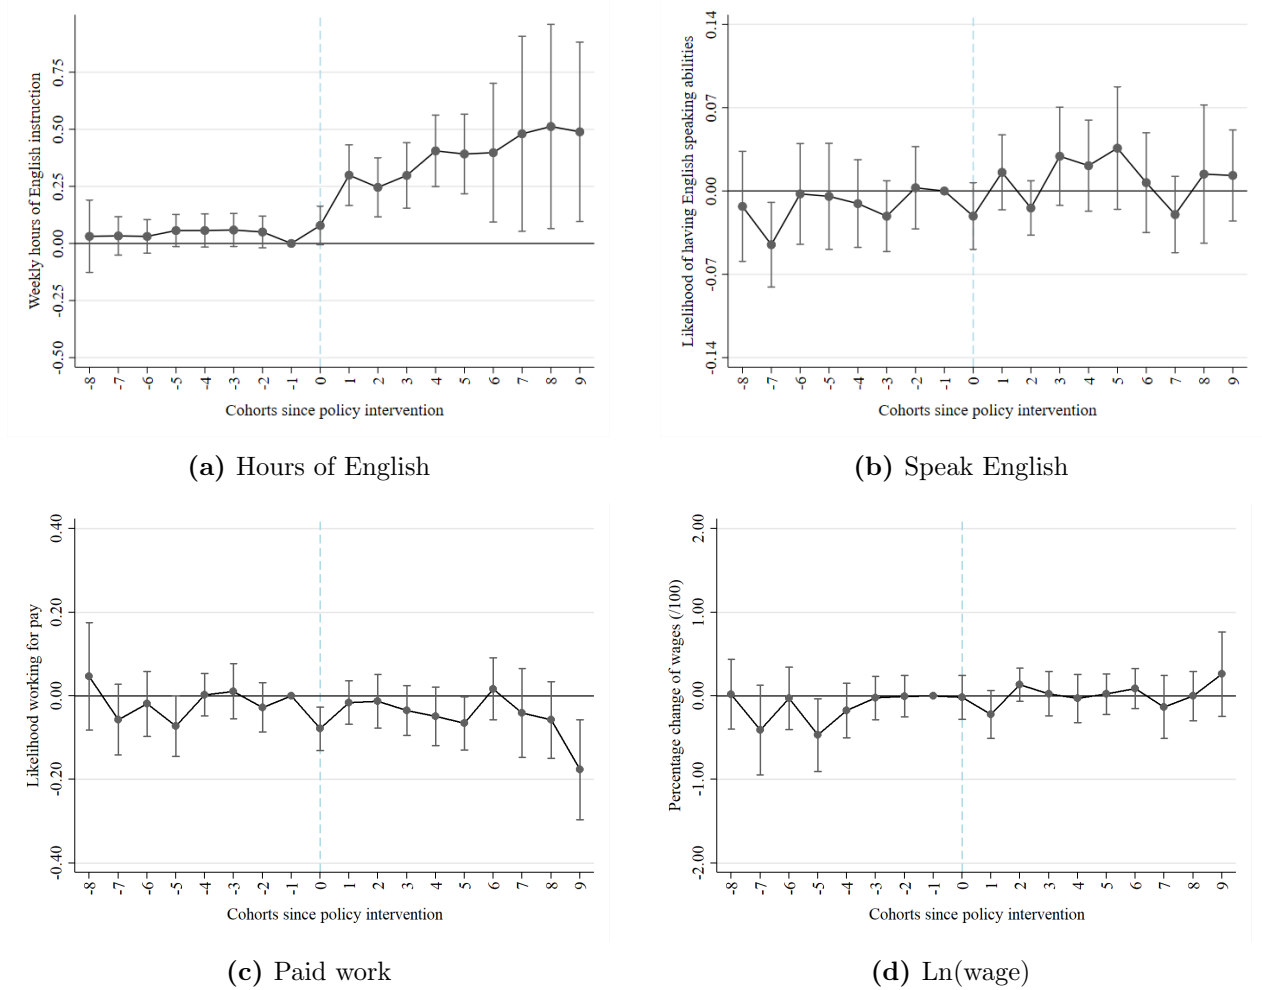 Weekly hours of English instruction
0.75
0.50
0.25
0.00
-0.25
-0.50
-8 -7 -6 -5 -4 -3 -2 -1 0 1 2 3 4 5 6 7 8 9
Cohorts since policy intervention
(a) Hours of English
Likelihood of having English speaking abilities
0.14
0.07
0.00
-0.07
-0.14
-8 -7 -6 -5 -4 -3 -2 -1 0 1 2 3 4 5 6 7 8 9
Cohorts since policy intervention
(b) Speak English
Likelihood working for pay
0.40
0.20
0.00
-0.20
-0.40
-8 -7 -6 -5 -4 -3 -2 -1 0 1 2 3 4 5 6 7 8 9
Cohorts since policy intervention
(c) Paid work
Percentage change of wages (/100)
2.00
1.00
0.00
-1.00
-2.00
-8 -7 -6 -5 -4 -3 -2 -1 0 1 2 3 4 5 6 7 8 9
Cohorts since policy intervention
(d) Ln(wage)